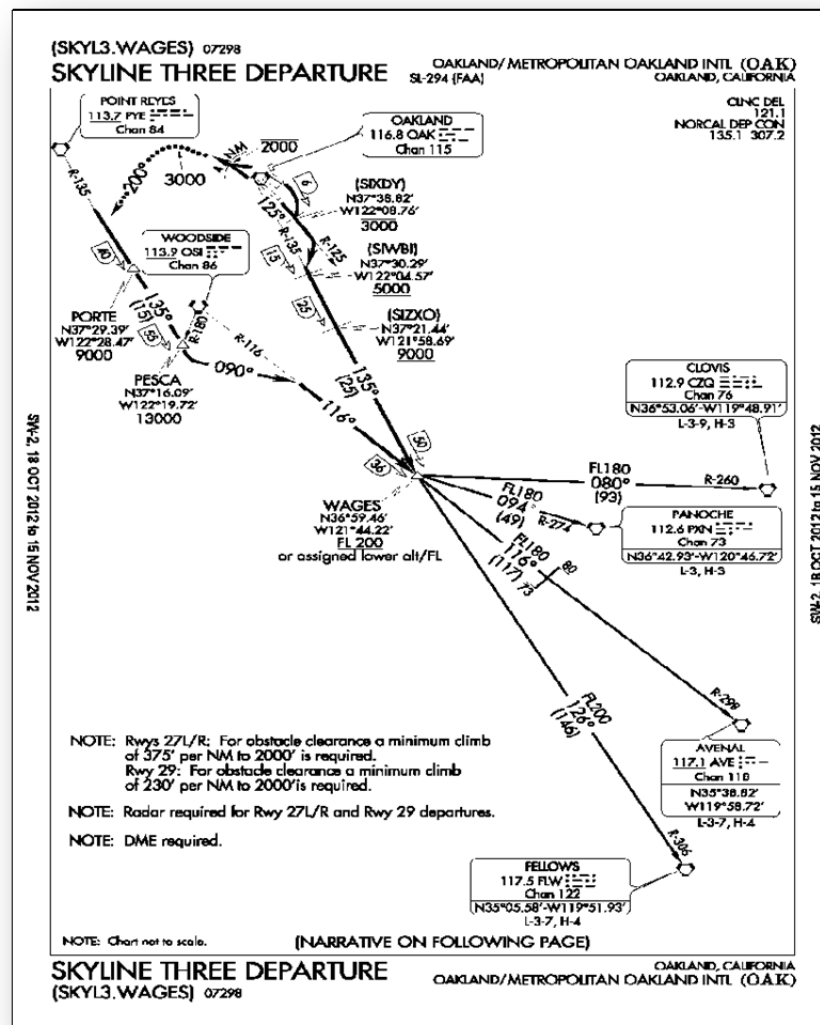 (SKYL3.WAGES) 07298
SKYLINE THREE DEPARTURE
SL-294 (FAA)
OAKLAND/METROPOLITAN OAKLAND INTL (OAK)
OAKLAND, CALIFORNIA
CLNC DEL
121.1
NORCAL DEP CON
135.1 307.2
POINT REYES
113.7 PYE
Chan 84
OAKLAND
116.8 OAK
Chan 115
2000
NM
3000
200°
R-135
6
(SIXDY)
N37°38.82'
W122°08.76'
3000
125°
R-135
R-125
15
(SIWBI)
N37°30.29'
W122°04.57'
5000
WOODSIDE
113.9 OSI
Chan 86
40
PORTE
N37°29.39'
W122°28.47'
9000
135°
(15)
55
R-180
R-116
25
(SIZXO)
N37°21.44'
W121°58.69'
9000
PESCA
N37°16.09'
W122°19.72'
13000
090°
116°
135°
(25)
50
36
CLOVIS
112.9 CZQ
Chan 76
N36°53.06'-W119°48.91'
L-3-9, H-3
WAGES
N36°59.46'
W121°44.22'
FL 200
or assigned lower alt/FL
FL180
080°
(93)
R-260
FL180
094°
(49)
R-274
PANOCHE
112.6 PXN
Chan 73
N36°42.93'-W120°46.72'
L-3, H-3
FL180
116°
(117)
73
80
R-298
FL200
126°
(146)
R-306
AVENAL
117.1 AVE
Chan 118
N35°38.82'
W119°58.72'
L-3-7, H-4
NOTE: Rwys 27L/R: For obstacle clearance a minimum climb
of 375' per NM to 2000' is required.
Rwy 29: For obstacle clearance a minimum climb
of 230' per NM to 2000'is required.
NOTE: Radar required for Rwy 27L/R and Rwy 29 departures.
NOTE: DME required.
FELLOWS
117.5 FLW
Chan 122
N35°05.58'-W119°51.93'
L-3-7, H-4
NOTE: Chart not to scale.
(NARRATIVE ON FOLLOWING PAGE)
SKYLINE THREE DEPARTURE
(SKYL3.WAGES) 07298
OAKLAND, CALIFORNIA
OAKLAND/METROPOLITAN OAKLAND INTL (OAK)
SW-2, 18 OCT 2012 to 15 NOV 2012
SW-2, 18 OCT 2012 to 15 NOV 2012